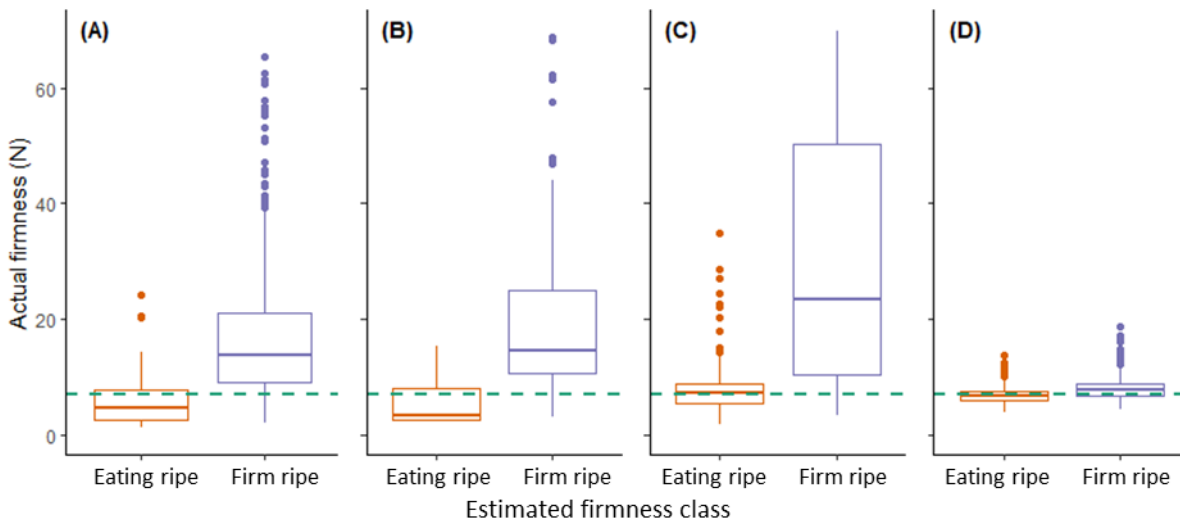 (A) (B) (C) (D)
Actual firmness (N)
60
40
20
0
Eating ripe Firm ripe Eating ripe Firm ripe Eating ripe Firm ripe Eating ripe Firm ripe
Estimated firmness class